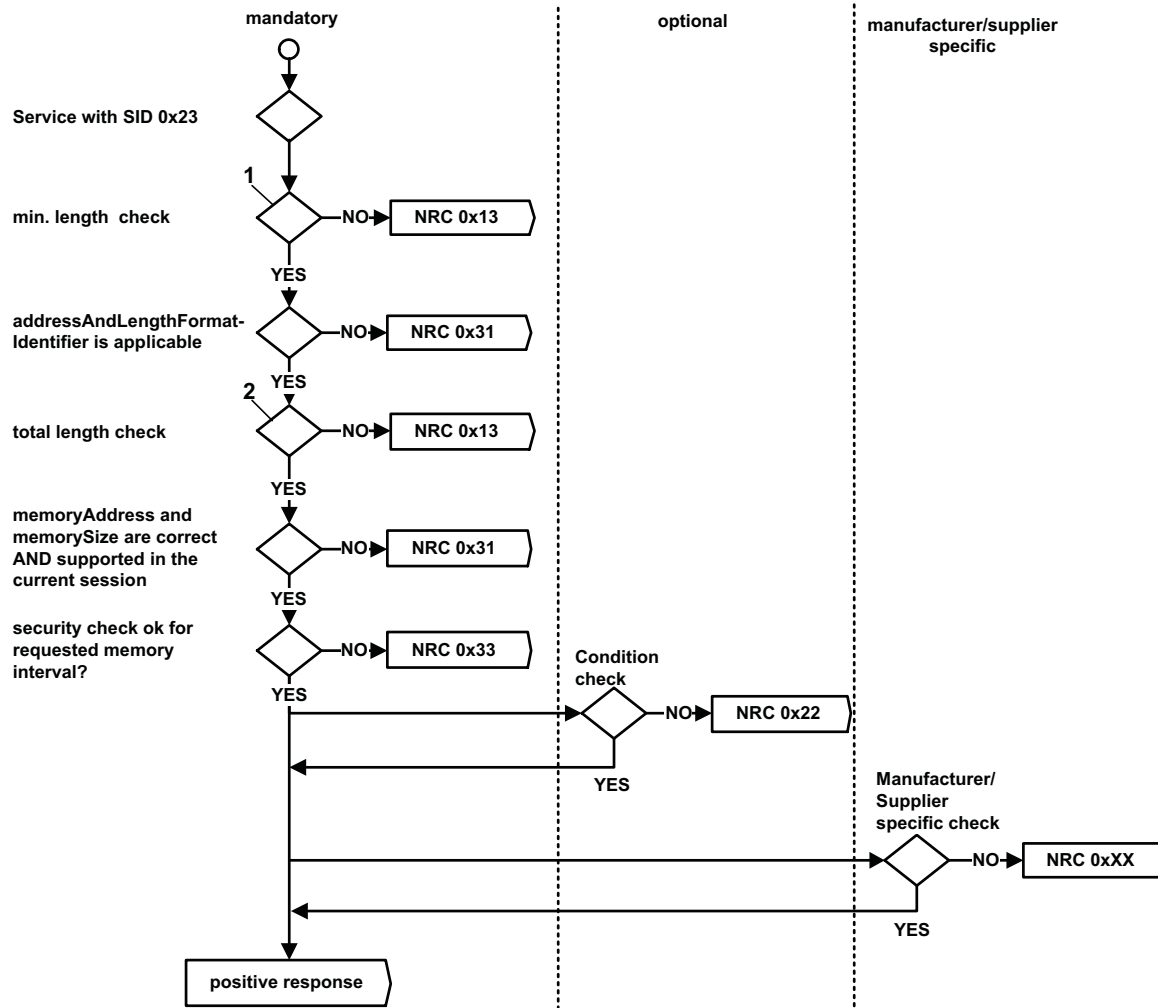 mandatory
optional
manufacturer/supplier
specific
Service with SID 0x23
1
min. length check
NO
NRC 0x13
YES
addressAndLengthFormat-
Identifier is applicable
NO
NRC 0x31
YES
2
total length check
NO
NRC 0x13
YES
memoryAddress and
memorySize are correct
AND supported in the
current session
NO
NRC 0x31
YES
security check ok for
requested memory
interval?
NO
NRC 0x33
YES
Condition
check
NO
NRC 0x22
YES
Manufacturer/
Supplier
specific check
NO
NRC 0xXX
YES
positive response